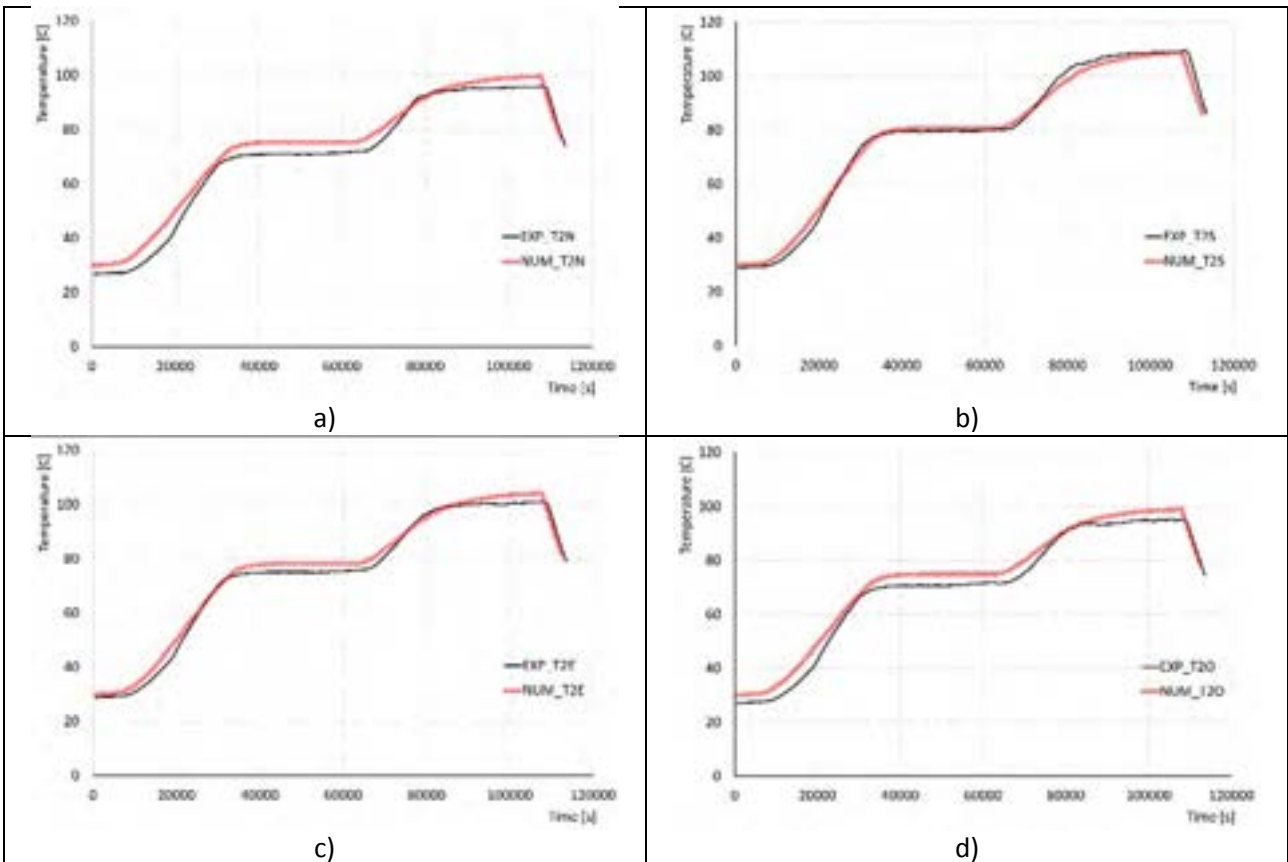 Temperature [C]
120
100
80
60
40
20
0
EXP_T2N
NUM_T2N
0 20000 40000 60000 80000 100000 120000
Time [s]
a)
Temperature [C]
120
100
80
60
40
20
0
EXP_T2S
NUM_T2S
0 20000 40000 60000 80000 100000 120000
Time [s]
b)
Temperature [C]
120
100
80
60
40
20
0
EXP_T2E
NUM_T2E
0 20000 40000 60000 80000 100000 120000
Time [s]
c)
Temperature [C]
120
100
80
60
40
20
0
EXP_T2O
NUM_T2O
0 20000 40000 60000 80000 100000 120000
Time [s]
d)